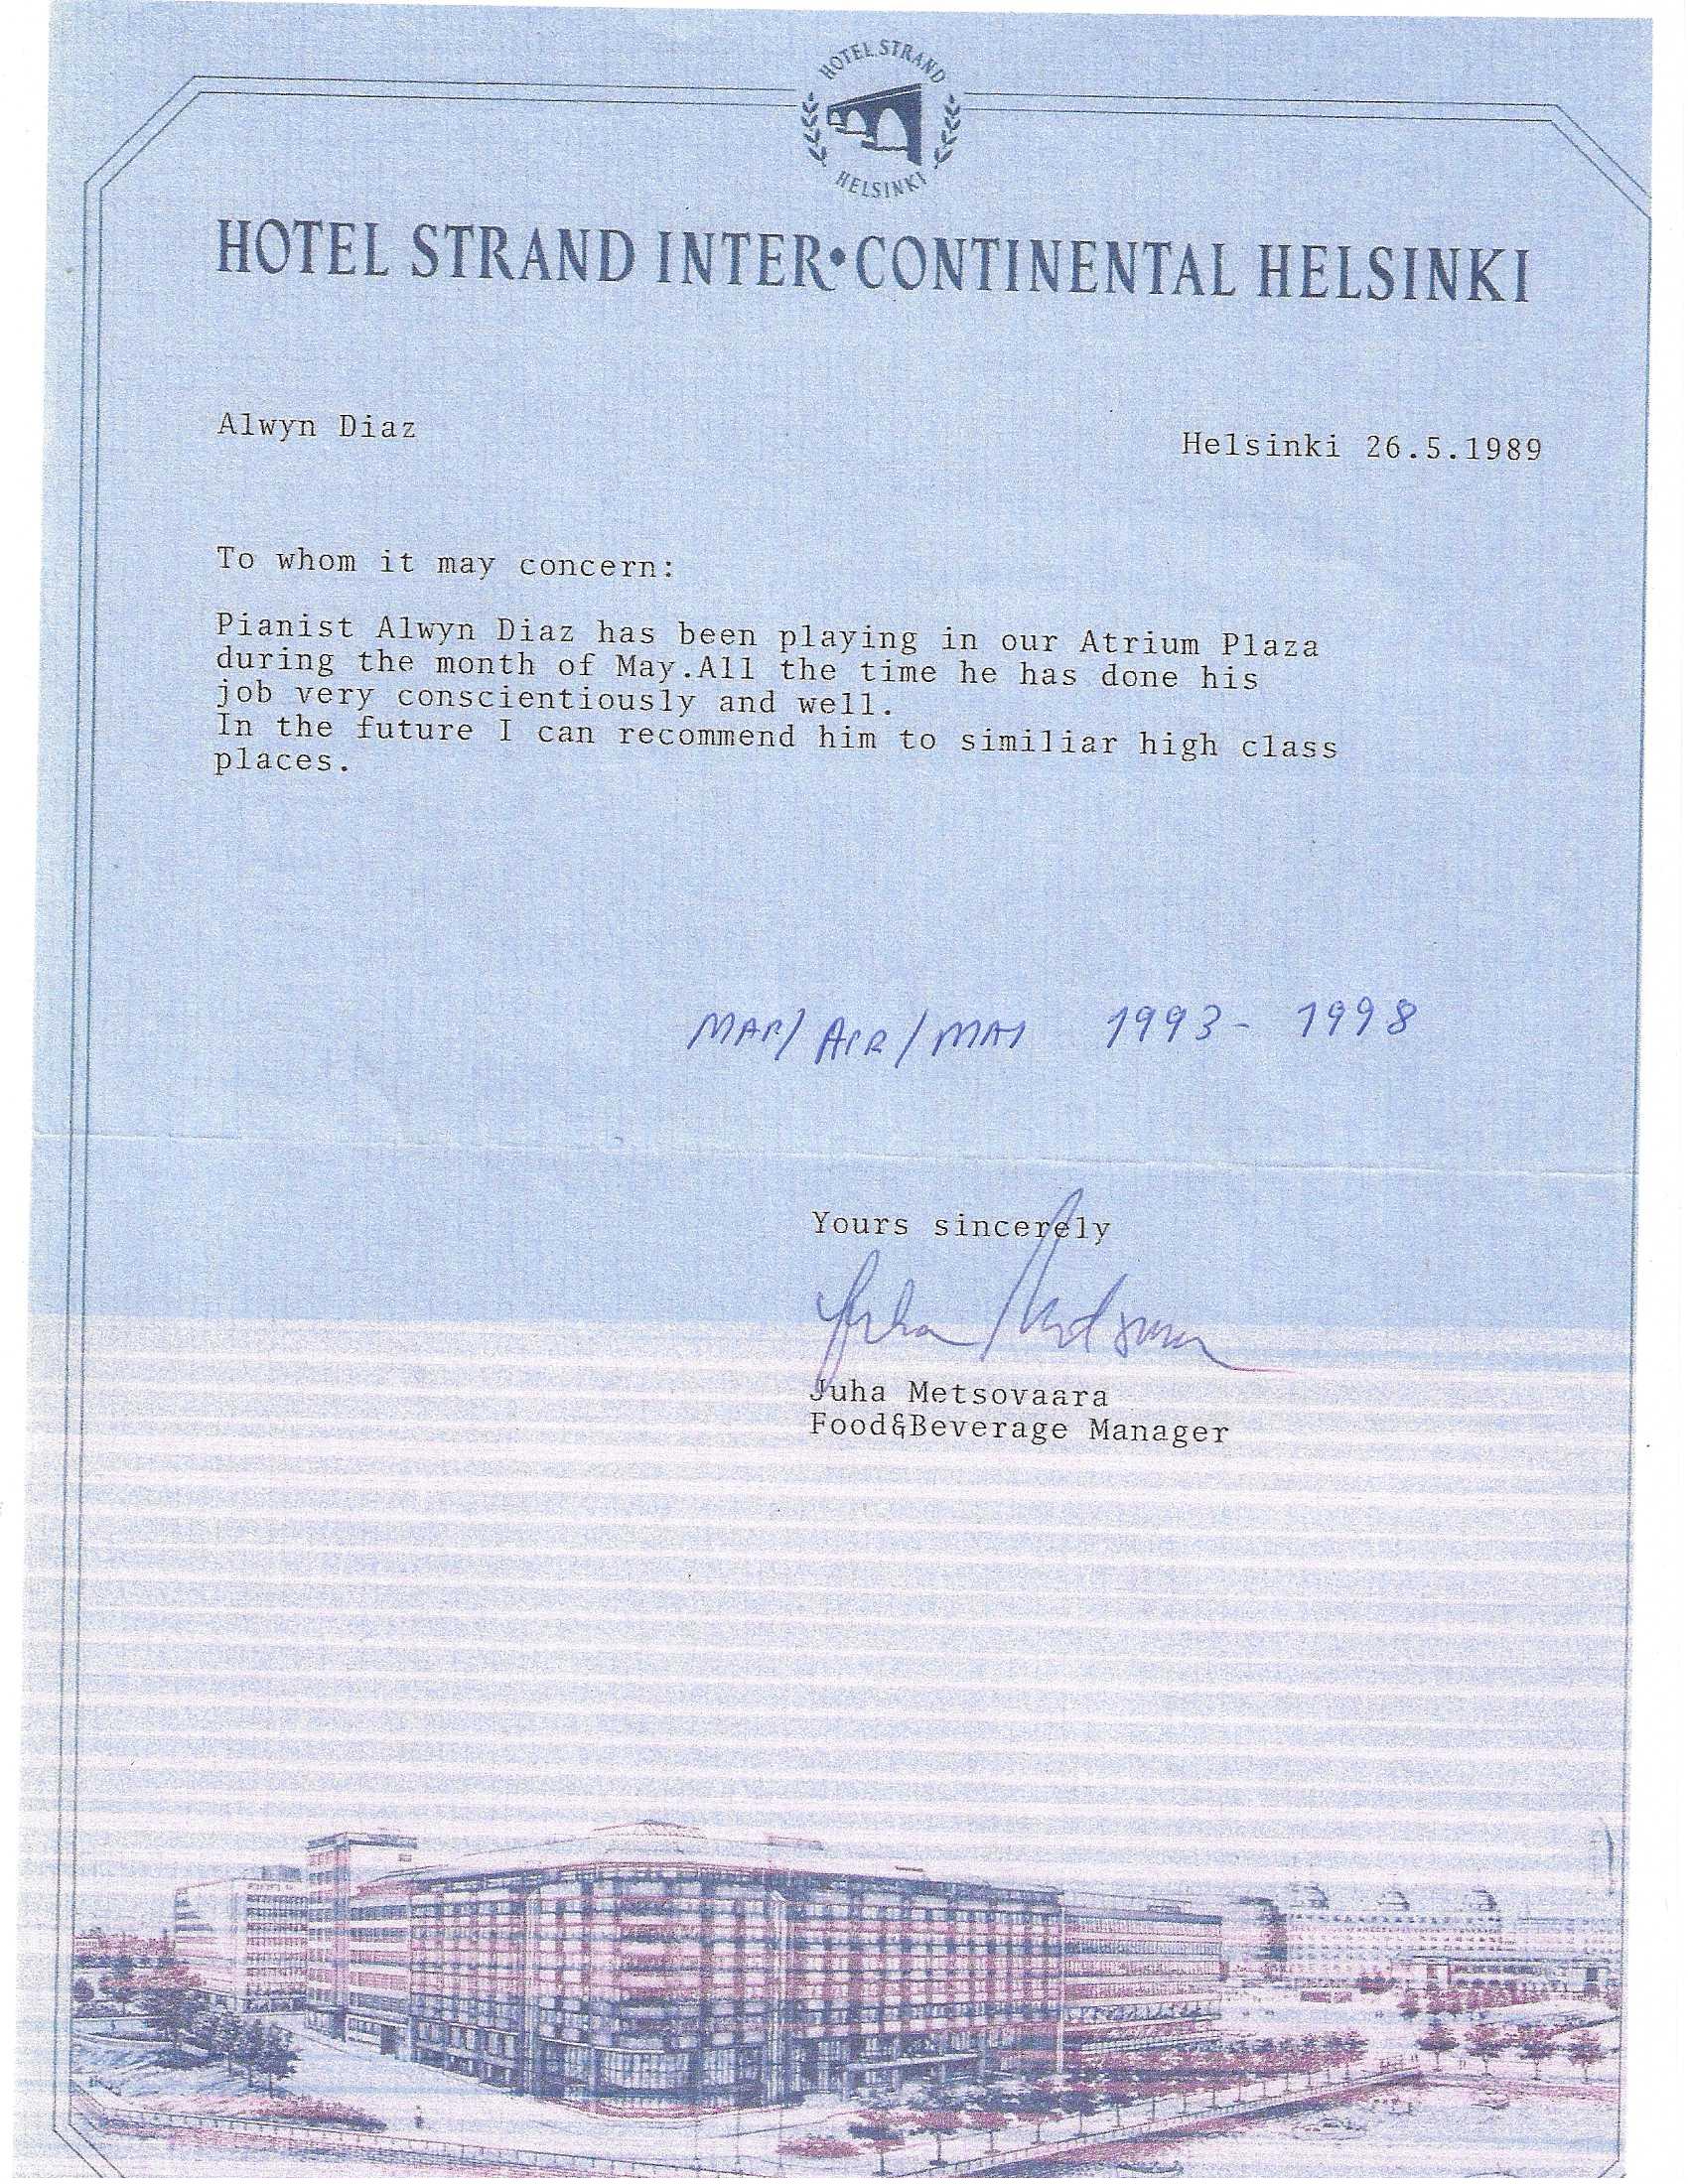 HOTEL STRAND
HELSINKI
HOTEL STRAND INTER•CONTINENTAL HELSINKI
Alwyn Diaz
Helsinki 26.5.1989
To whom it may concern:
Pianist Alwyn Diaz has been playing in our Atrium Plaza
during the month of May.All the time he has done his
job very conscientiously and well.
In the future I can recommend him to similiar high class
places.
MAR/APR/MAY 1993- 1998
Yours sincerely
Juha Metsovaara
Juha Metsovaara
Food&Beverage Manager